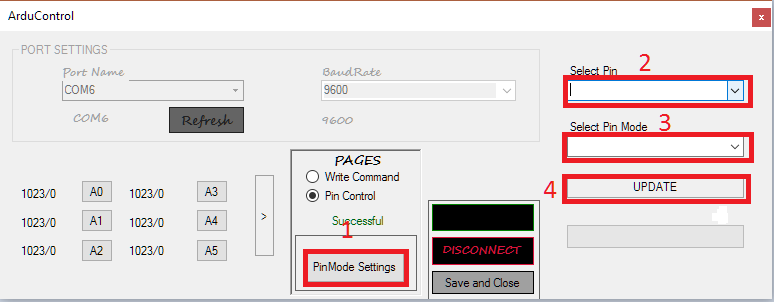 ArduControl
PORT SETTINGS
Port Name
BaudRate
COM6
9600
COM6
Refresh
9600
Select Pin
2
Select Pin Mode
3
4
UPDATE
1023/0 A0 1023/0 A3
1023/0 A1 1023/0 A4
1023/0 A2 1023/0 A5
>
PAGES
Write Command
Pin Control
Successful
1
PinMode Settings
DISCONNECT
Save and Close